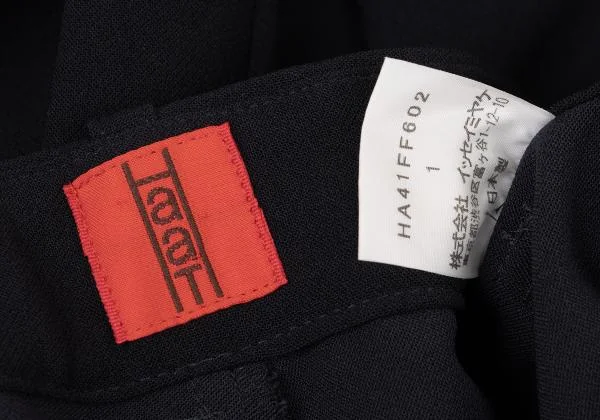 HaaT
HA41FF602
1
株式会社 イッセイミヤケ
東京都渋谷区富ヶ谷1-12-10
日本製